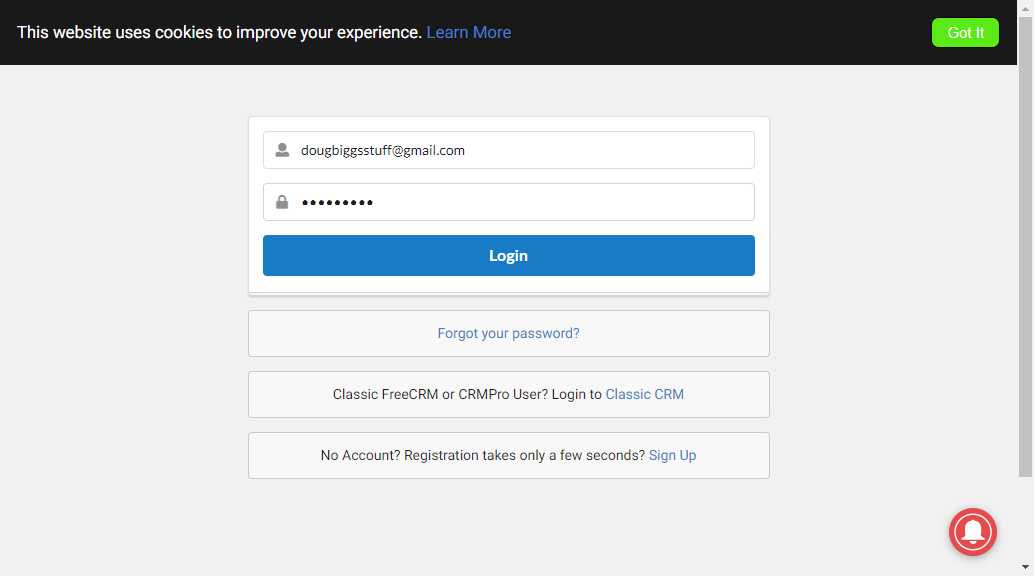 This website uses cookies to improve your experience. Learn More
Got It
dougbiggsstuff@gmail.com
•••••••••
Login
Forgot your password?
Classic FreeCRM or CRMPro User? Login to Classic CRM
No Account? Registration takes only a few seconds? Sign Up